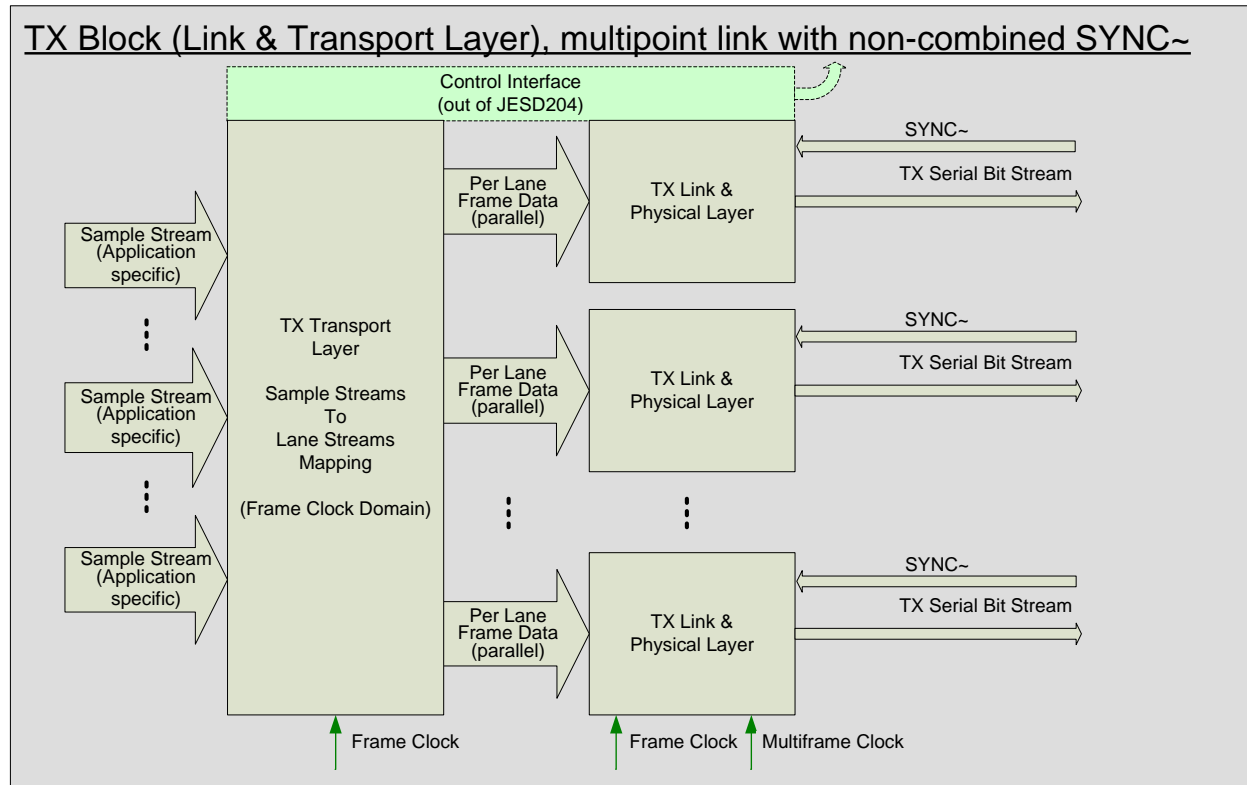 TX Block (Link & Transport Layer), multipoint link with non-combined SYNC~
Control Interface
(out of JESD204)
Sample Stream
(Application
specific)
Sample Stream
(Application
specific)
Sample Stream
(Application
specific)
TX Transport
Layer
Sample Streams
To
Lane Streams
Mapping
(Frame Clock Domain)
Per Lane
Frame Data
(parallel)
Per Lane
Frame Data
(parallel)
Per Lane
Frame Data
(parallel)
TX Link &
Physical Layer
TX Link &
Physical Layer
TX Link &
Physical Layer
SYNC~
TX Serial Bit Stream
SYNC~
TX Serial Bit Stream
SYNC~
TX Serial Bit Stream
Frame Clock
Frame Clock
Multiframe Clock